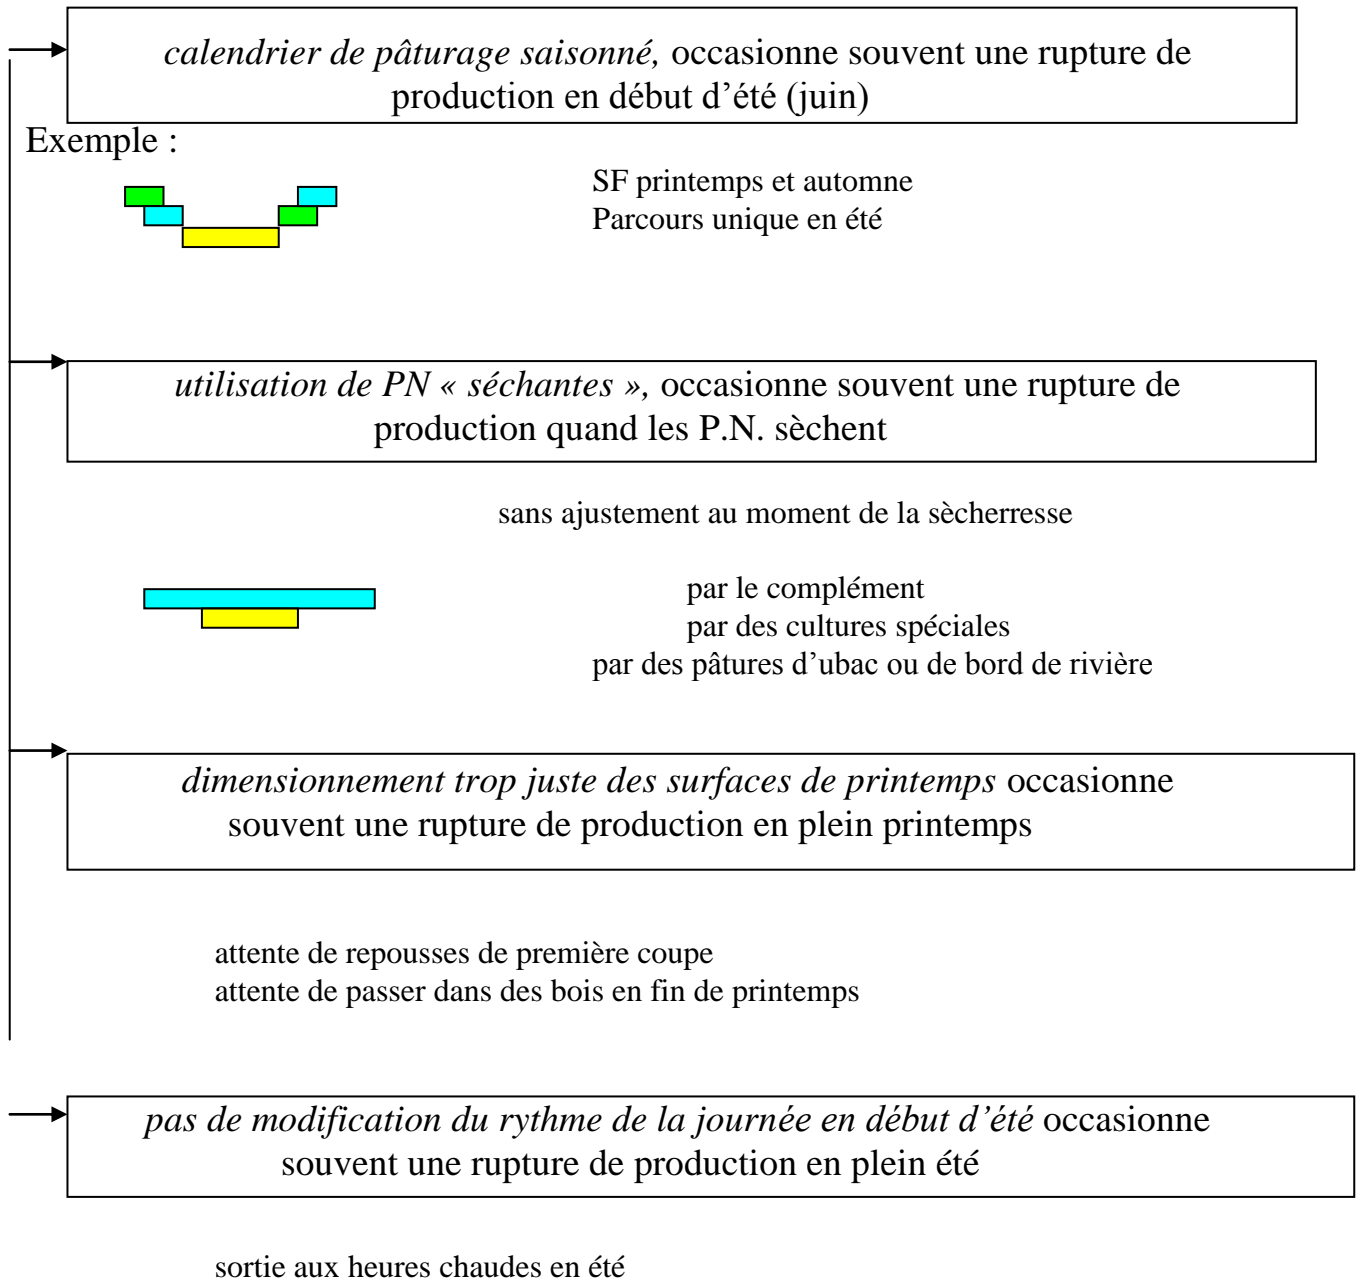 calendrier de pâturage saisonné, occasionne souvent une rupture de
production en début d’été (juin)
Exemple :
SF printemps et automne
Parcours unique en été
utilisation de PN « séchantes », occasionne souvent une rupture de
production quand les P.N. sèchent
sans ajustement au moment de la sècherresse
par le complément
par des cultures spéciales
par des pâtures d’ubac ou de bord de rivière
dimensionnement trop juste des surfaces de printemps occasionne
souvent une rupture de production en plein printemps
attente de repousses de première coupe
attente de passer dans des bois en fin de printemps
pas de modification du rythme de la journée en début d’été occasionne
souvent une rupture de production en plein été
sortie aux heures chaudes en été